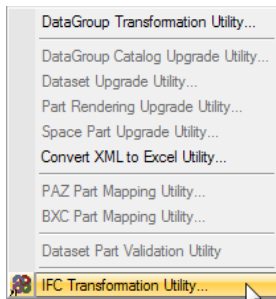 DataGroup Transformation Utility...
DataGroup Catalog Upgrade Utility...
Dataset Upgrade Utility...
Part Rendering Upgrade Utility...
Space Part Upgrade Utility...
Convert XML to Excel Utility...
PAZ Part Mapping Utility...
BXC Part Mapping Utility...
Dataset Part Validation Utility
IFC Transformation Utility...